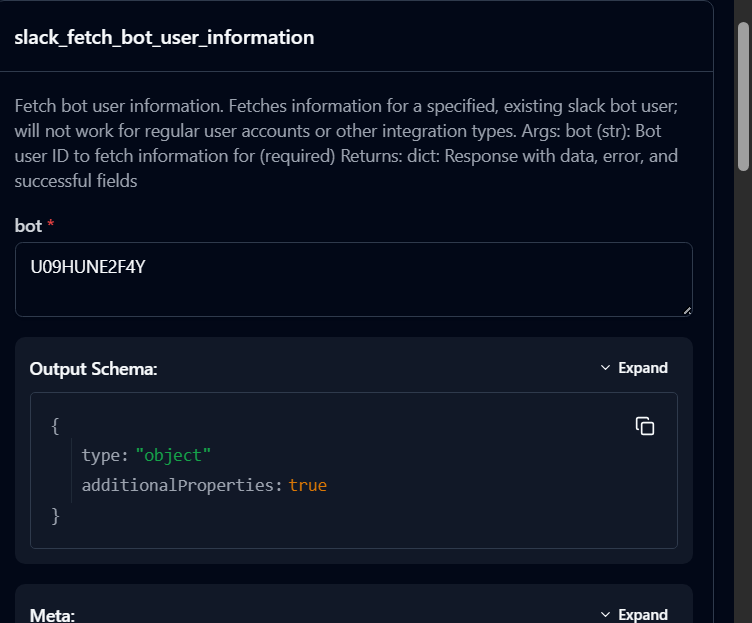 slack_fetch_bot_user_information
Fetch bot user information. Fetches information for a specified, existing slack bot user;
will not work for regular user accounts or other integration types. Args: bot (str): Bot
user ID to fetch information for (required) Returns: dict: Response with data, error, and
successful fields
bot *
U09HUNE2F4Y
Output Schema: Expand
{
type: "object"
additionalProperties: true
}
Meta: Expand